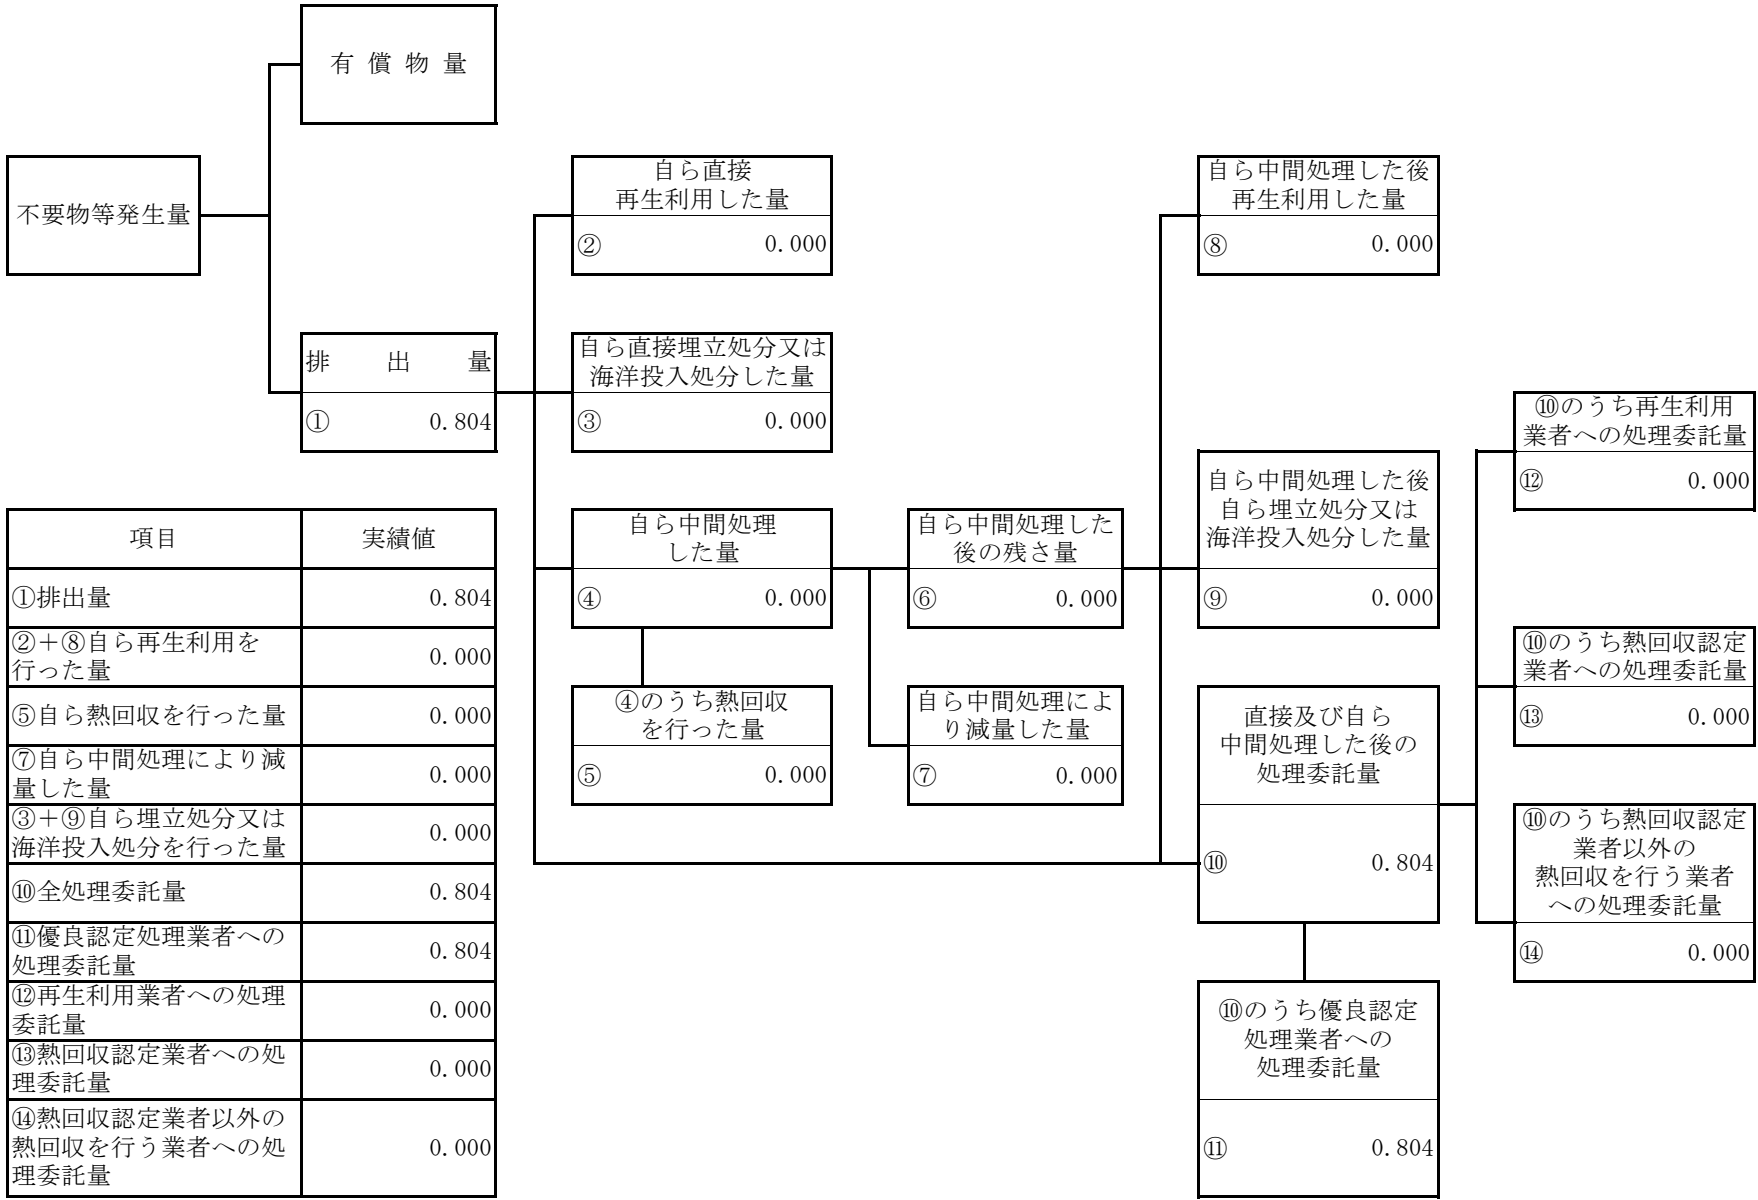 有償物量
不要物等発生量
自ら直接
再生利用した量
② 0.000
自ら中間処理した後
再生利用した量
⑧ 0.000
排出量
① 0.804
自ら直接埋立処分又は
海洋投入処分した量
③ 0.000
⑩のうち再生利用
業者への処理委託量
⑫ 0.000
自ら中間処理した後
自ら埋立処分又は
海洋投入処分した量
⑨ 0.000
自ら中間処理
した量
④ 0.000
自ら中間処理した
後の残さ量
⑥ 0.000
⑩のうち熱回収認定
業者への処理委託量
⑬ 0.000
④のうち熱回収
を行った量
⑤ 0.000
自ら中間処理によ
り減量した量
⑦ 0.000
直接及び自ら
中間処理した後の
処理委託量
⑩ 0.804
⑩のうち熱回収認定
業者以外の
熱回収を行う業者
への処理委託量
⑭ 0.000
⑩のうち優良認定
処理業者への
処理委託量
⑪ 0.804
項目 実績値
①排出量 0.804
②＋⑧自ら再生利用を
行った量 0.000
⑤自ら熱回収を行った量 0.000
⑦自ら中間処理により減
量した量 0.000
③＋⑨自ら埋立処分又は
海洋投入処分を行った量 0.000
⑩全処理委託量 0.804
⑪優良認定処理業者への
処理委託量 0.804
⑫再生利用業者への処理
委託量 0.000
⑬熱回収認定業者への処
理委託量 0.000
⑭熱回収認定業者以外の
熱回収を行う業者への処
理委託量 0.000